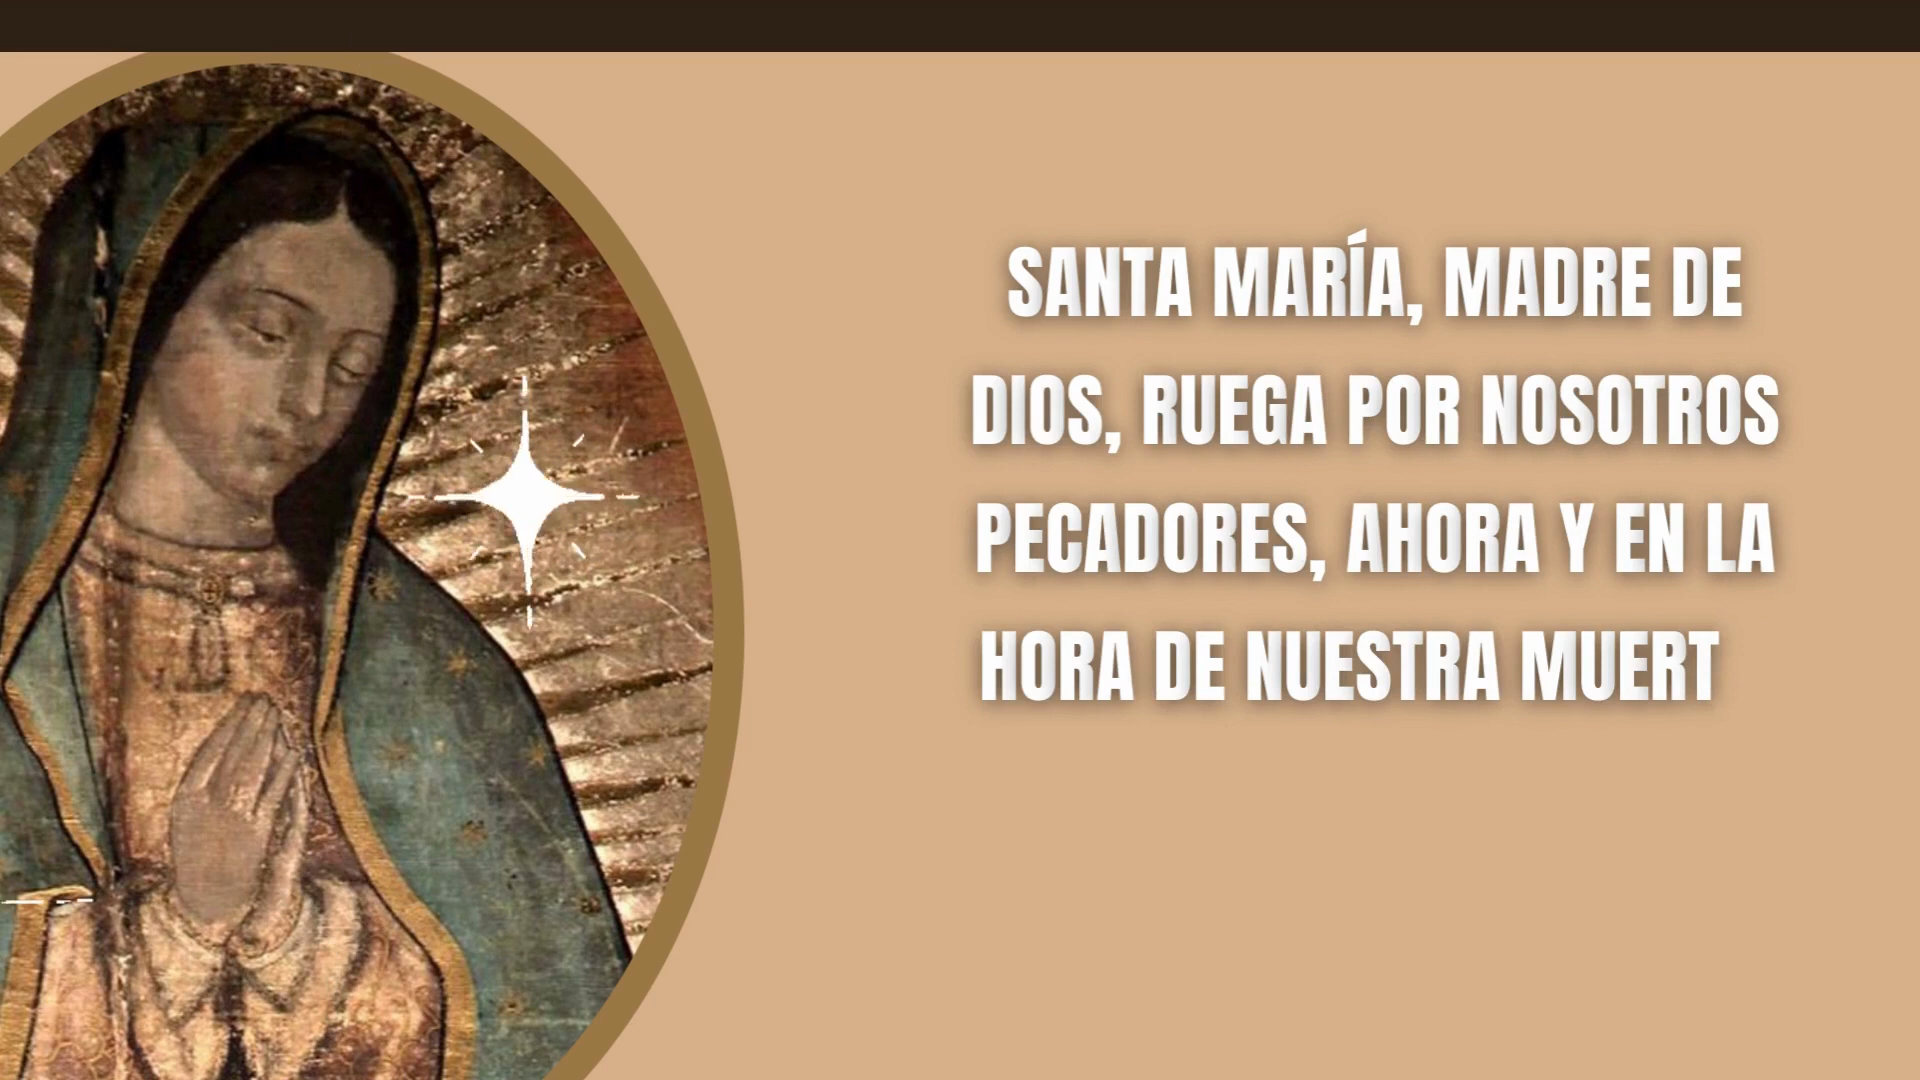 SANTA MARÍA, MADRE DE
DIOS, RUEGA POR NOSOTROS
PECADORES, AHORA Y EN LA
HORA DE NUESTRA MUERT